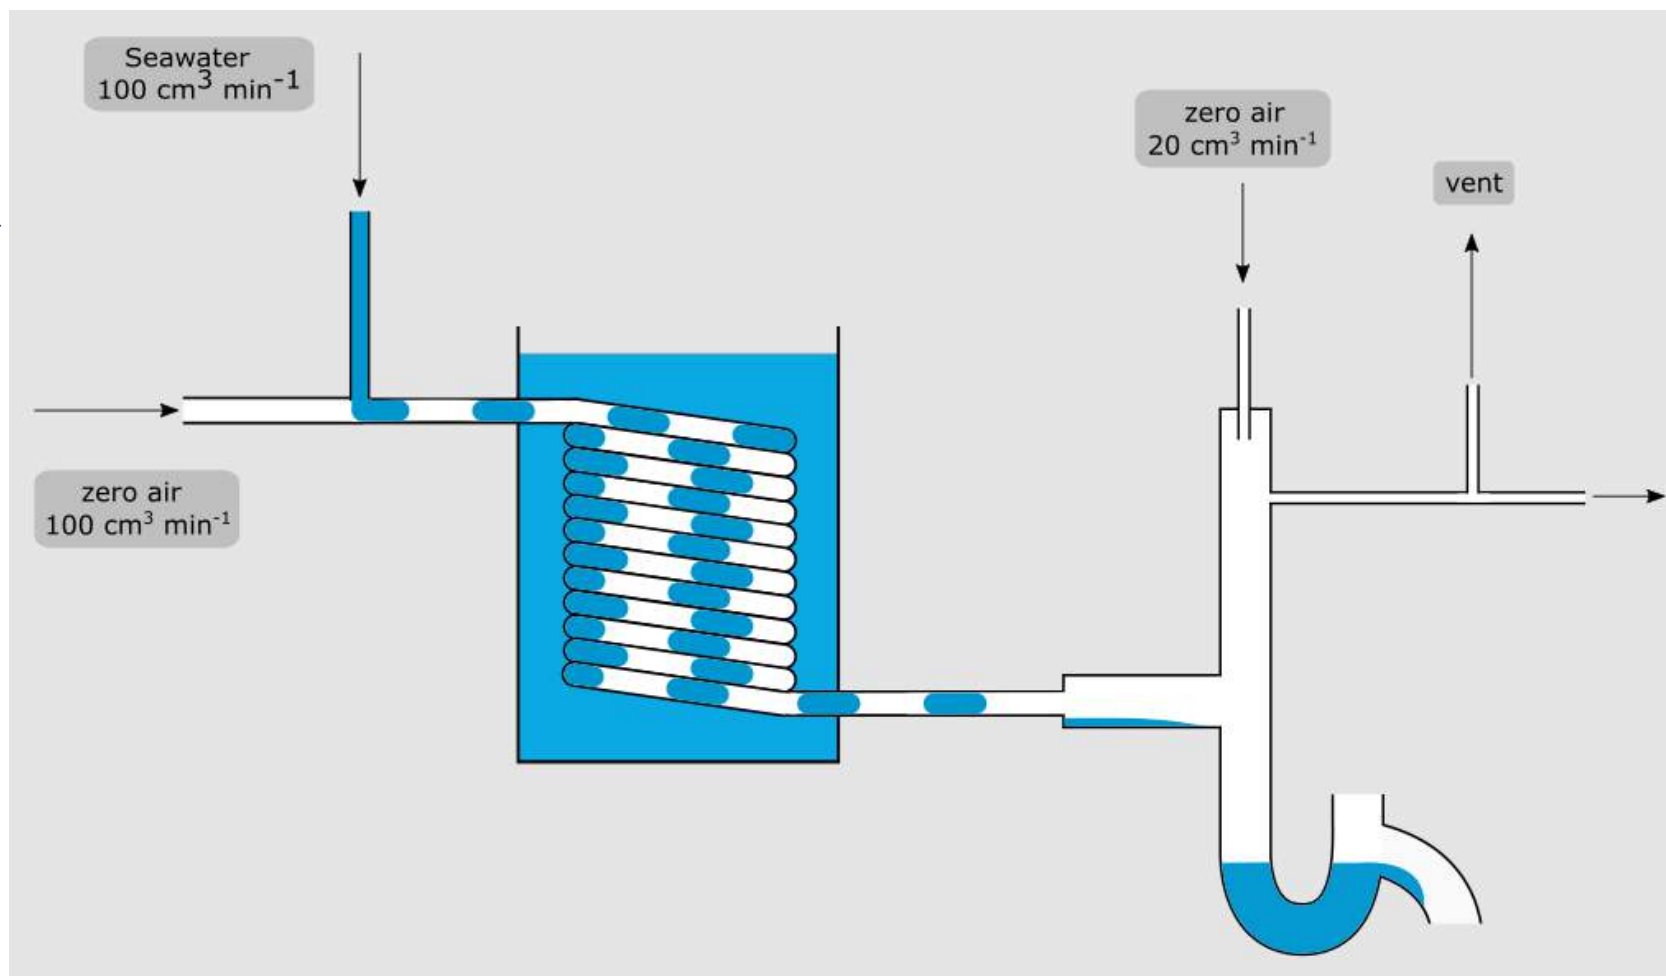 Seawater
100 cm³ min⁻¹
zero air
20 cm³ min⁻¹
vent
zero air
100 cm³ min⁻¹